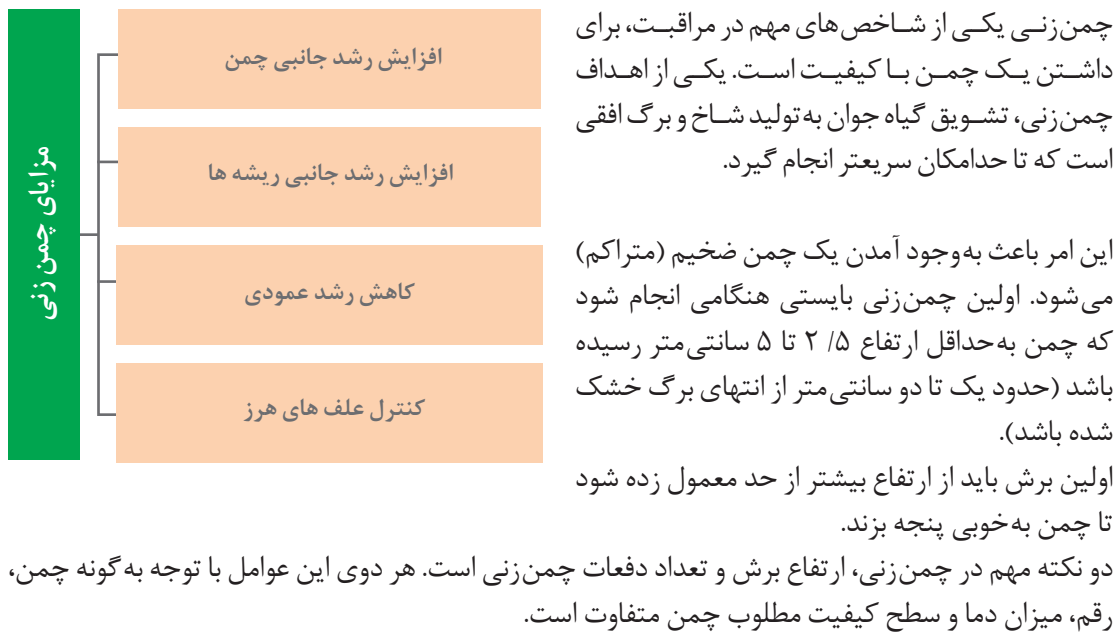 چمن‌زنی یکی از شاخص‌های مهم در مراقبت، برای
داشتن یک چمن با کیفیت است. یکی از اهداف
چمن‌زنی، تشویق گیاه جوان به‌تولید شاخ و برگ افقی
است که تا حدامکان سریعتر انجام گیرد.
این امر باعث به‌وجود آمدن یک چمن ضخیم (متراکم)
می‌شود. اولین چمن‌زنی بایستی هنگامی انجام شود
که چمن به‌حداقل ارتفاع ۵/ ۲ تا ۵ سانتی‌متر رسیده
باشد (حدود یک تا دو سانتی‌متر از انتهای برگ خشک
شده باشد).
اولین برش باید از ارتفاع بیشتر از حد معمول زده شود
تا چمن به‌خوبی پنجه بزند.
مزایای چمن زنی
افزایش رشد جانبی چمن
افزایش رشد جانبی ریشه ها
کاهش رشد عمودی
کنترل علف های هرز
دو نکته مهم در چمن‌زنی، ارتفاع برش و تعداد دفعات چمن‌زنی است. هر دوی این عوامل با توجه به‌گونه چمن،
رقم، میزان دما و سطح کیفیت مطلوب چمن متفاوت است.